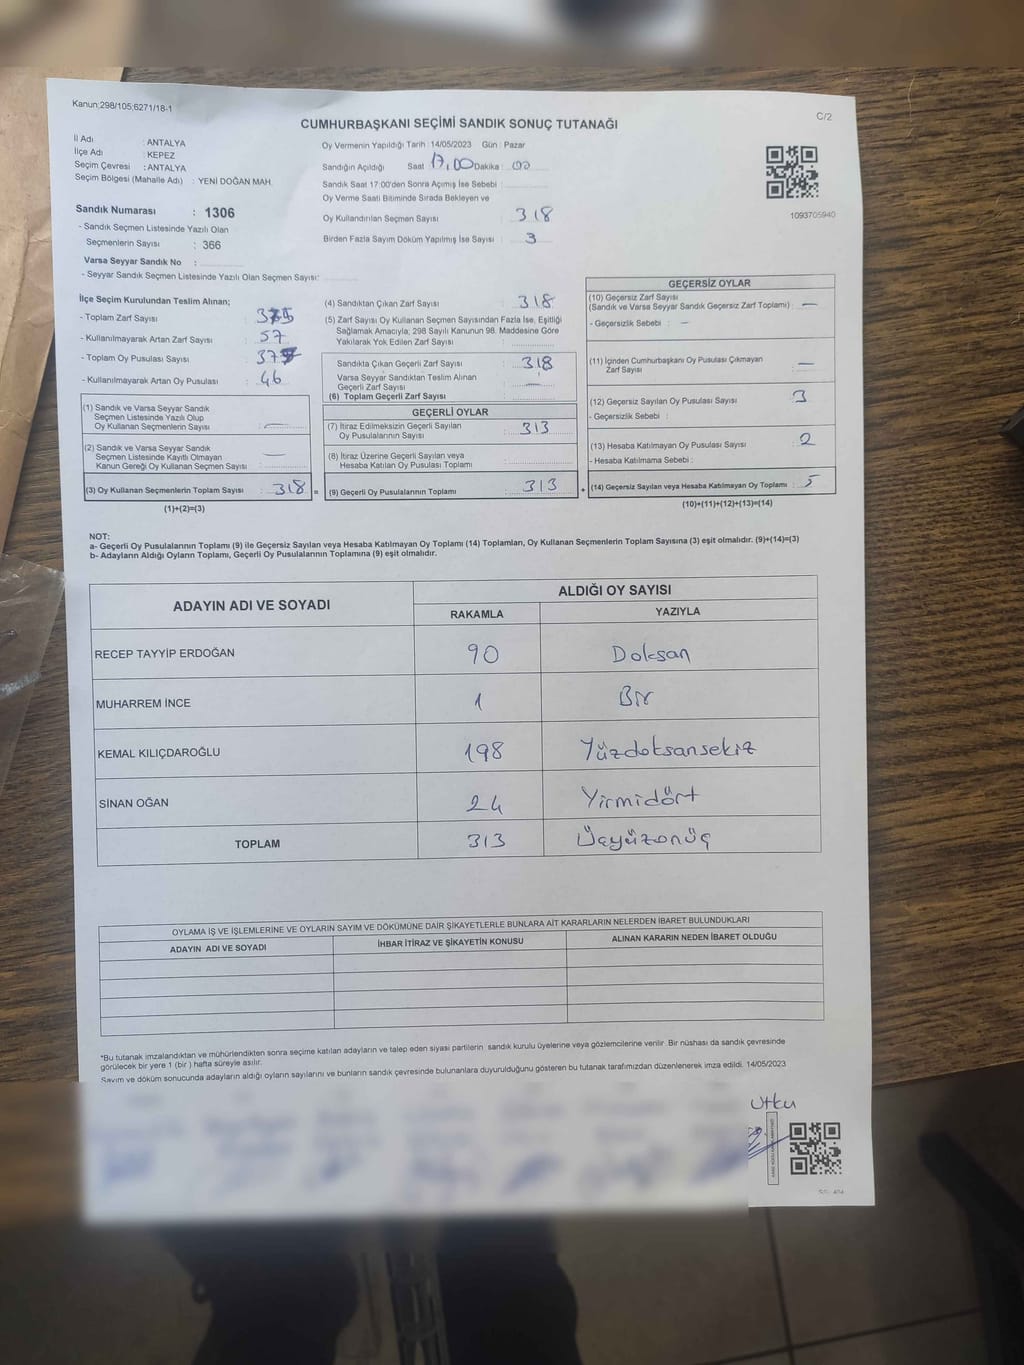 Kanun;298/105;6271/18-1
C/2
CUMHURBAŞKANI SEÇİMİ SANDIK SONUÇ TUTANAĞI
İl Adı : ANTALYA
İlçe Adı : KEPEZ
Seçim Çevresi : ANTALYA
Seçim Bölgesi (Mahalle Adı) : YENİ DOĞAN MAH.
Sandık Numarası : 1306
- Sandık Seçmen Listesinde Yazılı Olan
Seçmenlerin Sayısı : 366
Varsa Seyyar Sandık No :
- Seyyar Sandık Seçmen Listesinde Yazılı Olan Seçmen Sayısı:
Oy Vermenin Yapıldığı Tarih : 14/05/2023 Gün : Pazar
Sandığın Açıldığı Saat 17,00 Dakika : 00
Sandık Saat 17:00'den Sonra Açımış İse Sebebi :
Oy Verme Saati Bitiminde Sırada Bekleyen ve
Oy Kullandırılan Seçmen Sayısı : 318
Birden Fazla Sayım Döküm Yapılmış İse Sayısı : 3
1093705940
İlçe Seçim Kurulundan Teslim Alınan;
- Toplam Zarf Sayısı : 375
- Kullanılmayarak Artan Zarf Sayısı : 57
- Toplam Oy Pusulası Sayısı :
- Kullanılmayarak Artan Oy Pusulası : 46
(1) Sandık ve Varsa Seyyar Sandık
Seçmen Listesinde Yazılı Olup
Oy Kullanan Seçmenlerin Sayısı : —
(2) Sandık ve Varsa Seyyar Sandık
Seçmen Listesinde Kayıtlı Olmayan
Kanun Gereği Oy Kullanan Seçmen Sayısı : —
(3) Oy Kullanan Seçmenlerin Toplam Sayısı : 318 =
(1)+(2)=(3)
(4) Sandıktan Çıkan Zarf Sayısı : 318
(5) Zarf Sayısı Oy Kullanan Seçmen Sayısından Fazla İse, Eşitliği
Sağlamak Amacıyla; 298 Sayılı Kanunun 98. Maddesine Göre
Yakılarak Yok Edilen Zarf Sayısı :
Sandıkta Çıkan Geçerli Zarf Sayısı : 318
Varsa Seyyar Sandıktan Teslim Alınan
Geçerli Zarf Sayısı : —
(6) Toplam Geçerli Zarf Sayısı :
GEÇERLİ OYLAR
(7) İtiraz Edilmeksizin Geçerli Sayılan
Oy Pusulalarının Sayısı : 313
(8) İtiraz Üzerine Geçerli Sayılan veya
Hesaba Katılan Oy Pusulası Toplamı :
(9) Geçerli Oy Pusulalarının Toplamı : 313 +
GEÇERSİZ OYLAR
(10) Geçersiz Zarf Sayısı
(Sandık ve Varsa Seyyar Sandık Geçersiz Zarf Toplamı) : —
- Geçersizlik Sebebi : —
(11) İçinden Cumhurbaşkanı Oy Pusulası Çıkmayan
Zarf Sayısı : —
(12) Geçersiz Sayılan Oy Pusulası Sayısı : 3
- Geçersizlik Sebebi :
(13) Hesaba Katılmayan Oy Pusulası Sayısı : 2
- Hesaba Katılmama Sebebi :
(14) Geçersiz Sayılan veya Hesaba Katılmayan Oy Toplamı : 5
(10)+(11)+(12)+(13)=(14)
NOT:
a- Geçerli Oy Pusulalarının Toplamı (9) ile Geçersiz Sayılan veya Hesaba Katılmayan Oy Toplamı (14) Toplamları, Oy Kullanan Seçmenlerin Toplam Sayısına (3) eşit olmalıdır. (9)+(14)=(3)
b- Adayların Aldığı Oyların Toplamı, Geçerli Oy Pusulalarının Toplamına (9) eşit olmalıdır.
ADAYIN ADI VE SOYADI ALDIĞI OY SAYISI
RAKAMLA YAZIYLA
RECEP TAYYİP ERDOĞAN 90 Doksan
MUHARREM İNCE 1 Bir
KEMAL KILIÇDAROĞLU 198 Yüzdoksansekiz
SİNAN OĞAN 24 Yirmidört
TOPLAM 313 Üçyüzonüç
OYLAMA İŞ VE İŞLEMLERİNE VE OYLARIN SAYIM VE DÖKÜMÜNE DAİR ŞİKAYETLERLE BUNLARA AİT KARARLARIN NELERDEN İBARET BULUNDUKLARI
ADAYIN ADI VE SOYADI İHBAR İTİRAZ VE ŞİKAYETİN KONUSU ALINAN KARARIN NEDEN İBARET OLDUĞU
*Bu tutanak imzalandıktan ve mühürlendikten sonra seçime katılan adayların ve talep eden siyasi partilerin sandık kurulu üyelerine veya gözlemcilerine verilir. Bir nüshası da sandık çevresinde
görülecek bir yere 1 (bir ) hafta süreyle asılır.
Sayım ve döküm sonucunda adayların aldığı oyların sayılarını ve bunların sandık çevresinde bulunanlara duyurulduğunu gösteren bu tutanak tarafımızdan düzenlenerek imza edildi. 14/05/2023
Utku